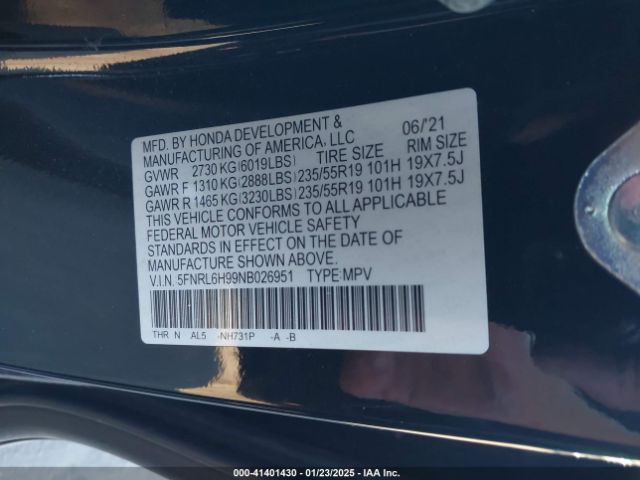 MFD. BY HONDA DEVELOPMENT & 06/'21
MANUFACTURING OF AMERICA, LLC
GVWR 2730 KG(6019LBS) TIRE SIZE RIM SIZE
GAWR F 1310 KG(2888LBS) 235/55R19 101H 19X7.5J
GAWR R 1465 KG(3230LBS) 235/55R19 101H 19X7.5J
THIS VEHICLE CONFORMS TO ALL APPLICABLE
FEDERAL MOTOR VEHICLE SAFETY
STANDARDS IN EFFECT ON THE DATE OF
MANUFACTURE SHOWN ABOVE.
V.I.N. 5FNRL6H99NB026951 TYPE MPV
THR N AL5 -NH731P -A -B
00-41401430 - 01/23/2025 - IAA Inc.